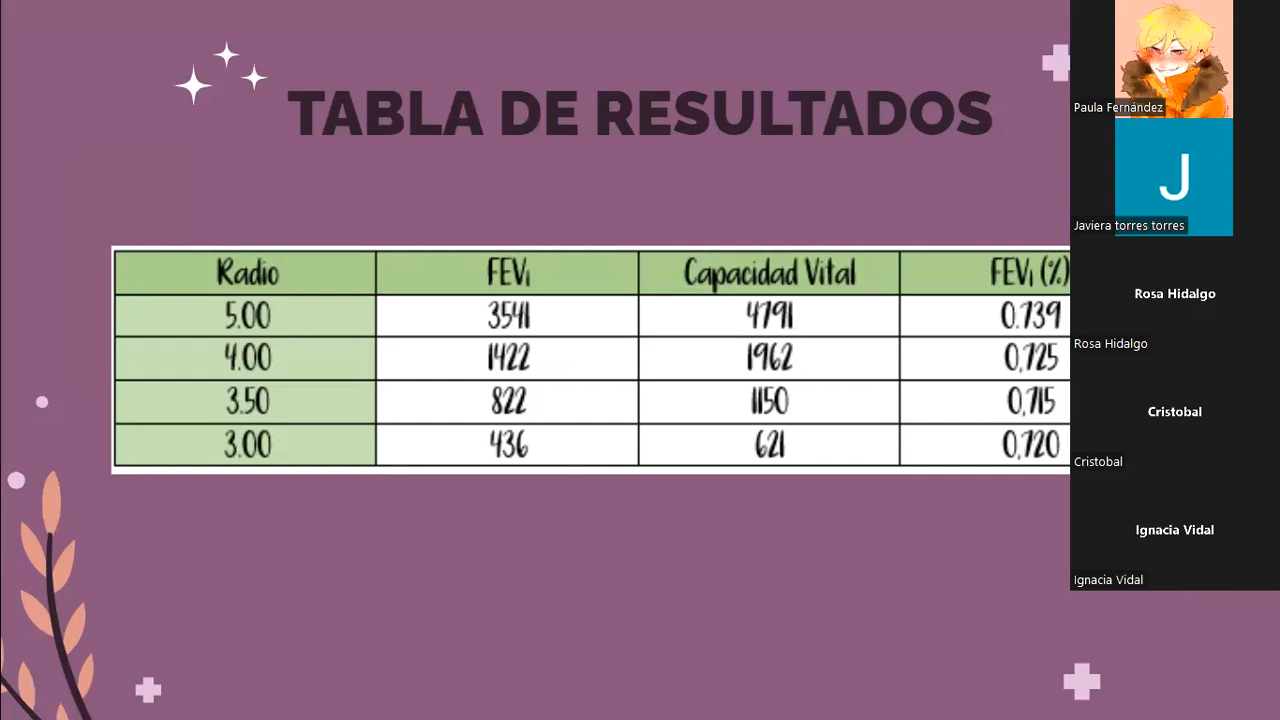 TABLA DE RESULTADOS
Radio FEV₁ Capacidad Vital FEV₁ (%)
5.00 3541 4791 0.739
4.00 1422 1962 0,725
3.50 822 1150 0,715
3.00 436 621 0,720
Paula Fernández
J
Javiera torres torres
Rosa Hidalgo
Rosa Hidalgo
Cristobal
Cristobal
Ignacia Vidal
Ignacia Vidal